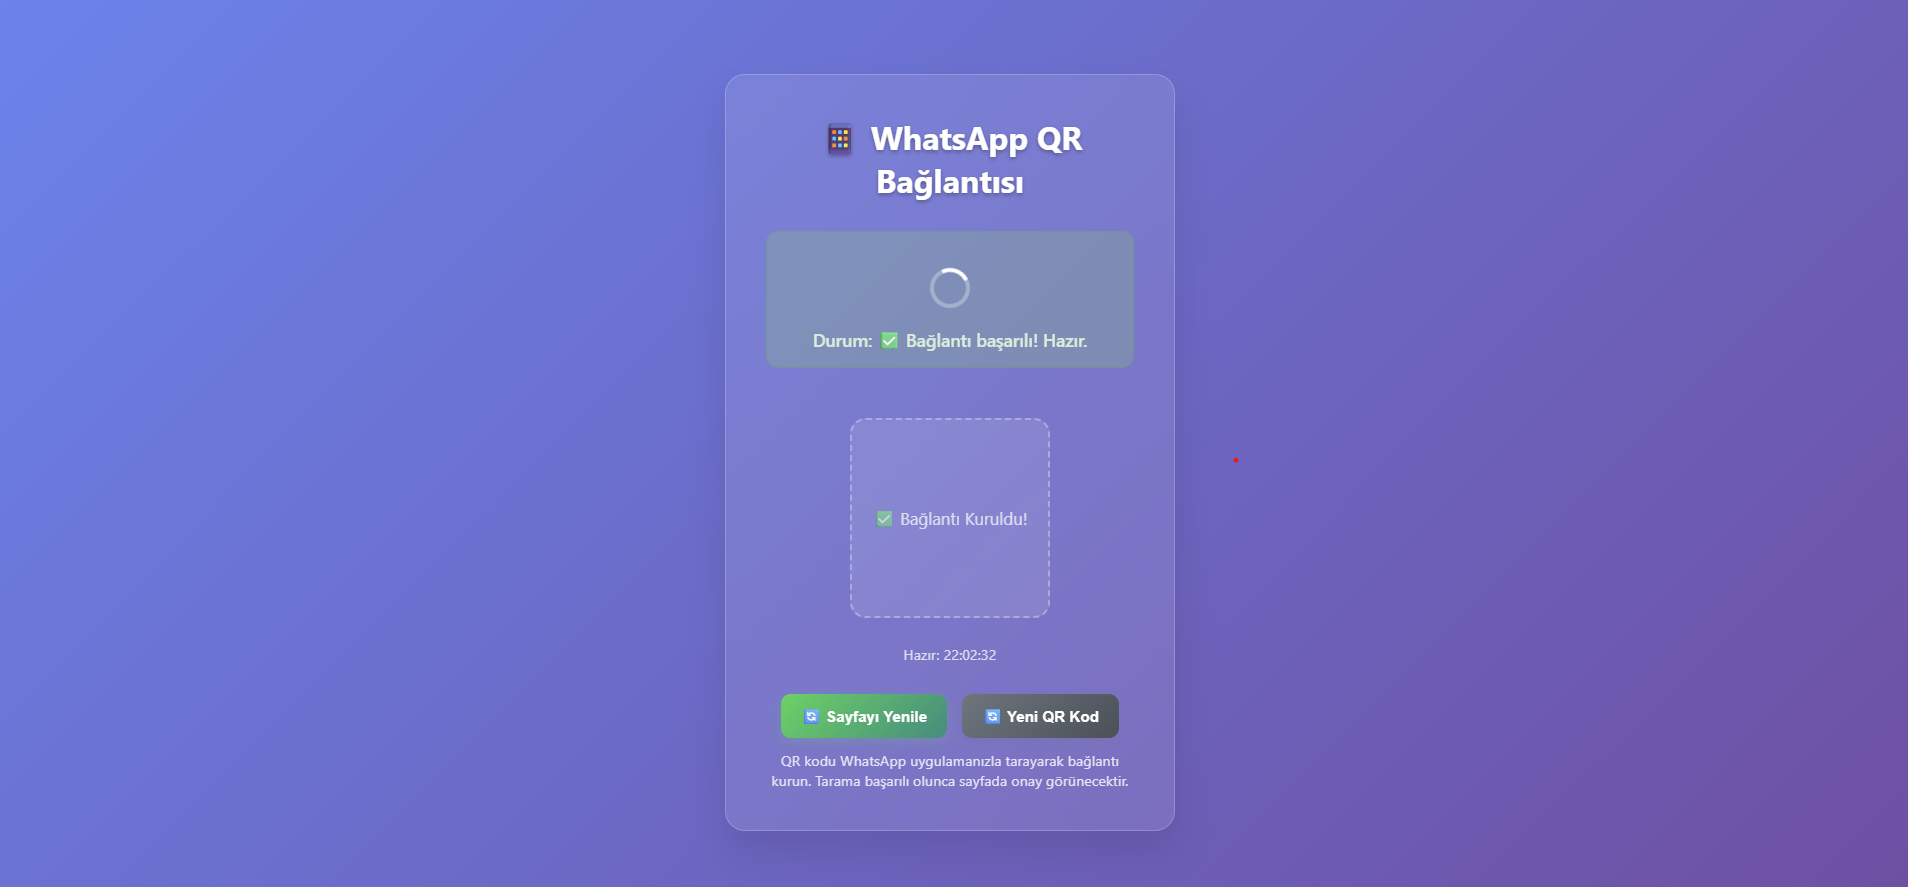 WhatsApp QR
Bağlantısı
Durum: ✅ Bağlantı başarılı! Hazır.
✅ Bağlantı Kuruldu!
Hazır: 22:02:32
Sayfayı Yenile
Yeni QR Kod
QR kodu WhatsApp uygulamanızla tarayarak bağlantı
kurun. Tarama başarılı olunca sayfada onay görünecektir.